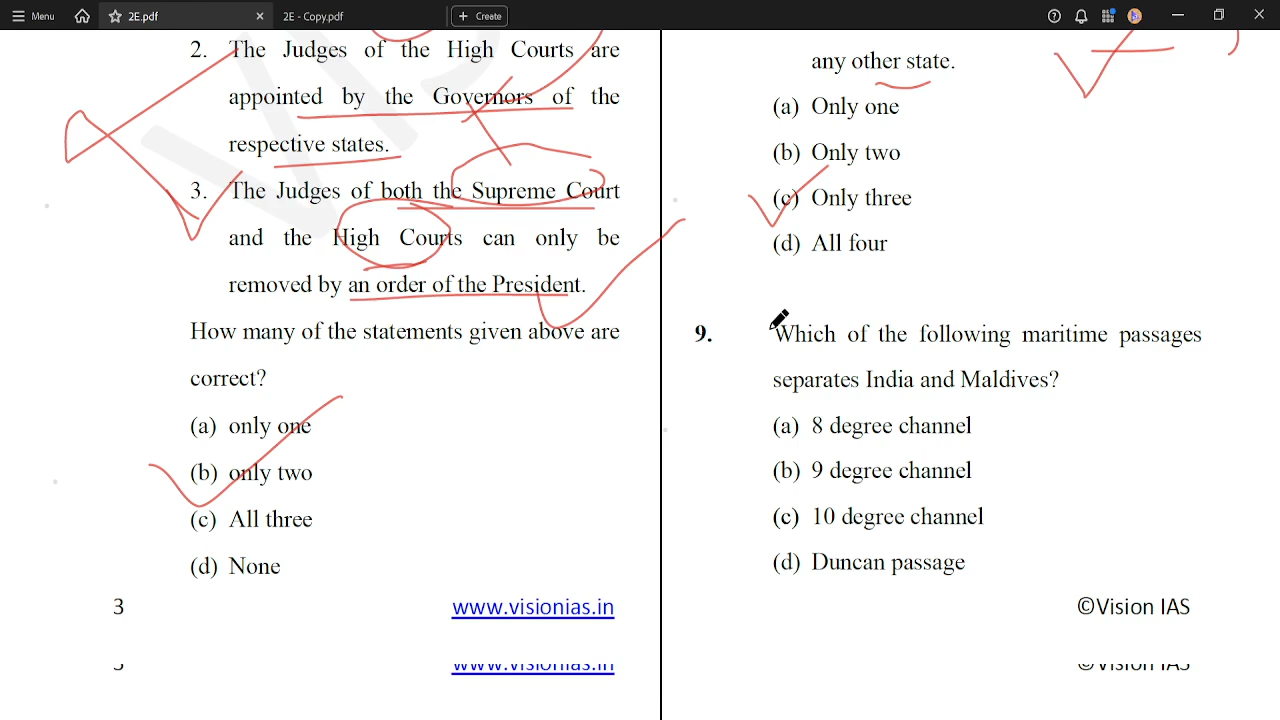 Menu
2E.pdf
2E - Copy.pdf
Create
2. The Judges of the High Courts are
appointed by the Governors of the
respective states.
3. The Judges of both the Supreme Court
and the High Courts can only be
removed by an order of the President.
How many of the statements given above are
correct?
(a) only one
(b) only two
(c) All three
(d) None
3
www.visionias.in
any other state.
(a) Only one
(b) Only two
(c) Only three
(d) All four
9. Which of the following maritime passages
separates India and Maldives?
(a) 8 degree channel
(b) 9 degree channel
(c) 10 degree channel
(d) Duncan passage
©Vision IAS
www.visionias.in
©Vision IAS